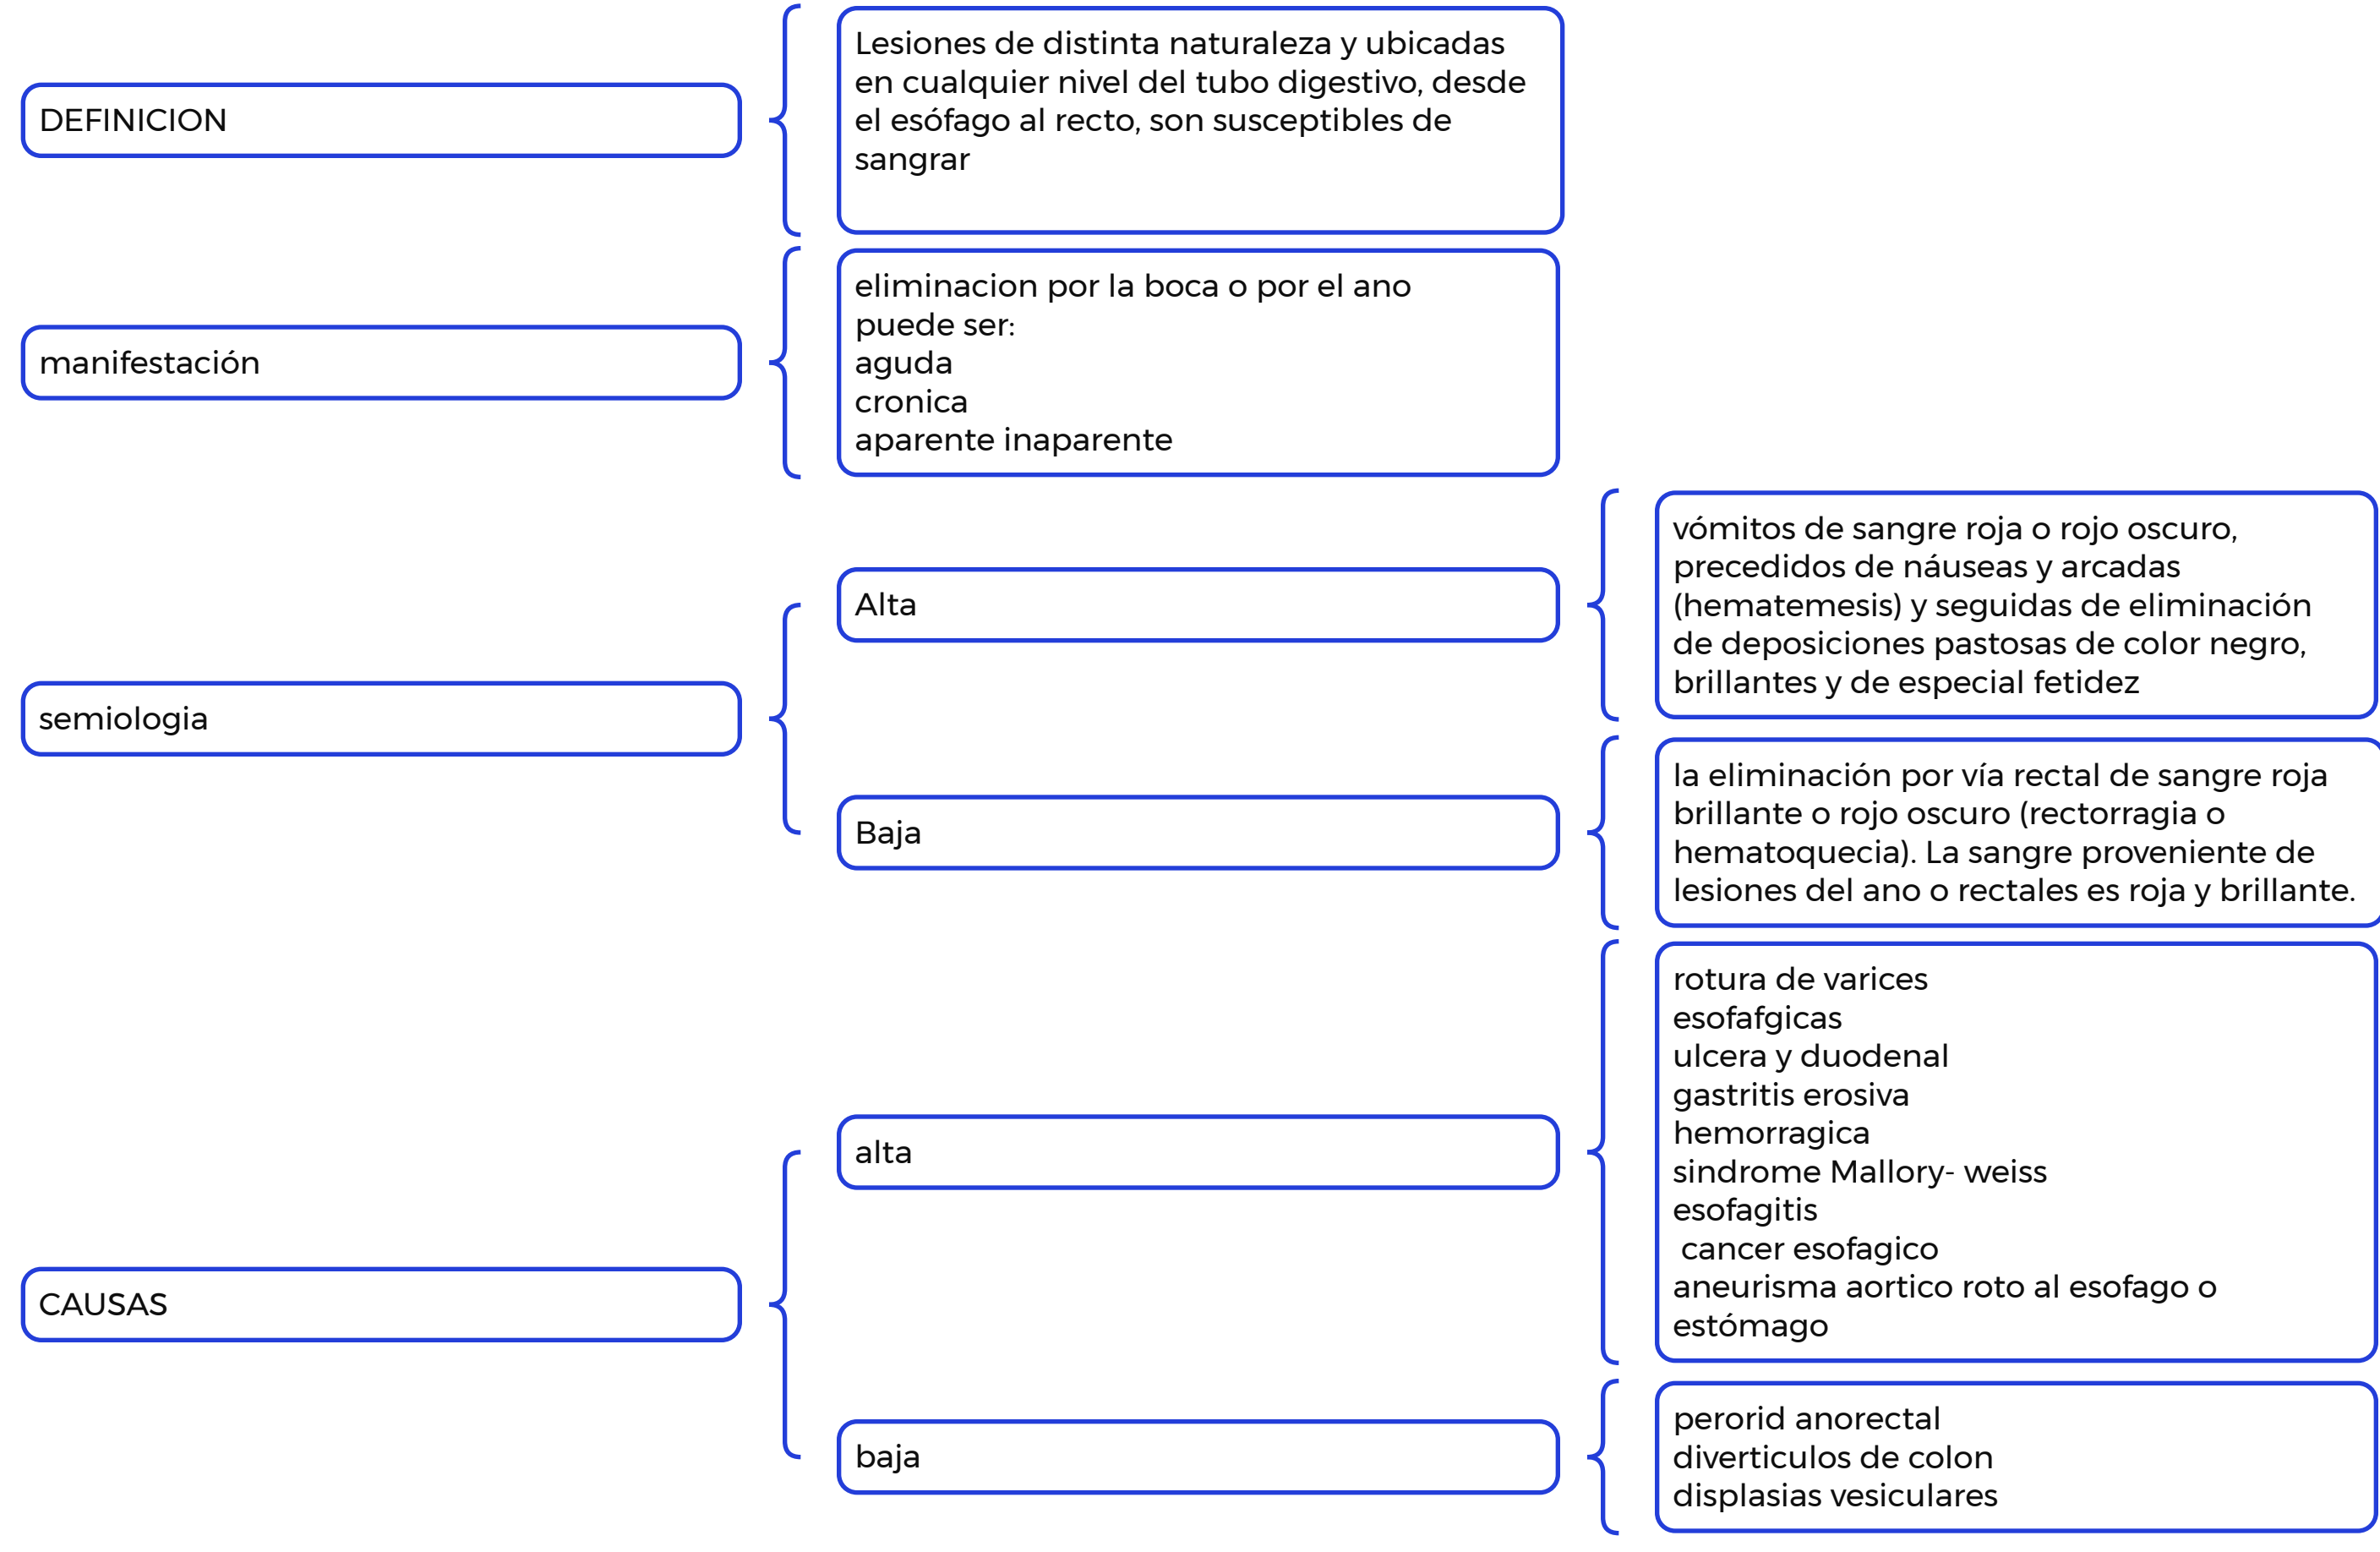 DEFINICION
Lesiones de distinta naturaleza y ubicadas
en cualquier nivel del tubo digestivo, desde
el esófago al recto, son susceptibles de
sangrar
manifestación
eliminacion por la boca o por el ano
puede ser:
aguda
cronica
aparente inaparente
semiologia
Alta
vómitos de sangre roja o rojo oscuro,
precedidos de náuseas y arcadas
(hematemesis) y seguidas de eliminación
de deposiciones pastosas de color negro,
brillantes y de especial fetidez
Baja
la eliminación por vía rectal de sangre roja
brillante o rojo oscuro (rectorragia o
hematoquecia). La sangre proveniente de
lesiones del ano o rectales es roja y brillante.
CAUSAS
alta
rotura de varices
esofafgicas
ulcera y duodenal
gastritis erosiva
hemorragica
sindrome Mallory- weiss
esofagitis
cancer esofagico
aneurisma aortico roto al esofago o
estómago
baja
perorid anorectal
diverticulos de colon
displasias vesiculares